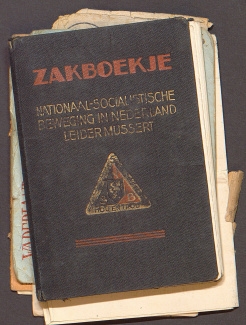 ZAKBOEKJE
NATIONAAL-SOCIALISTISCHE
BEWEGING IN NEDERLAND
LEIDER MUSSERT